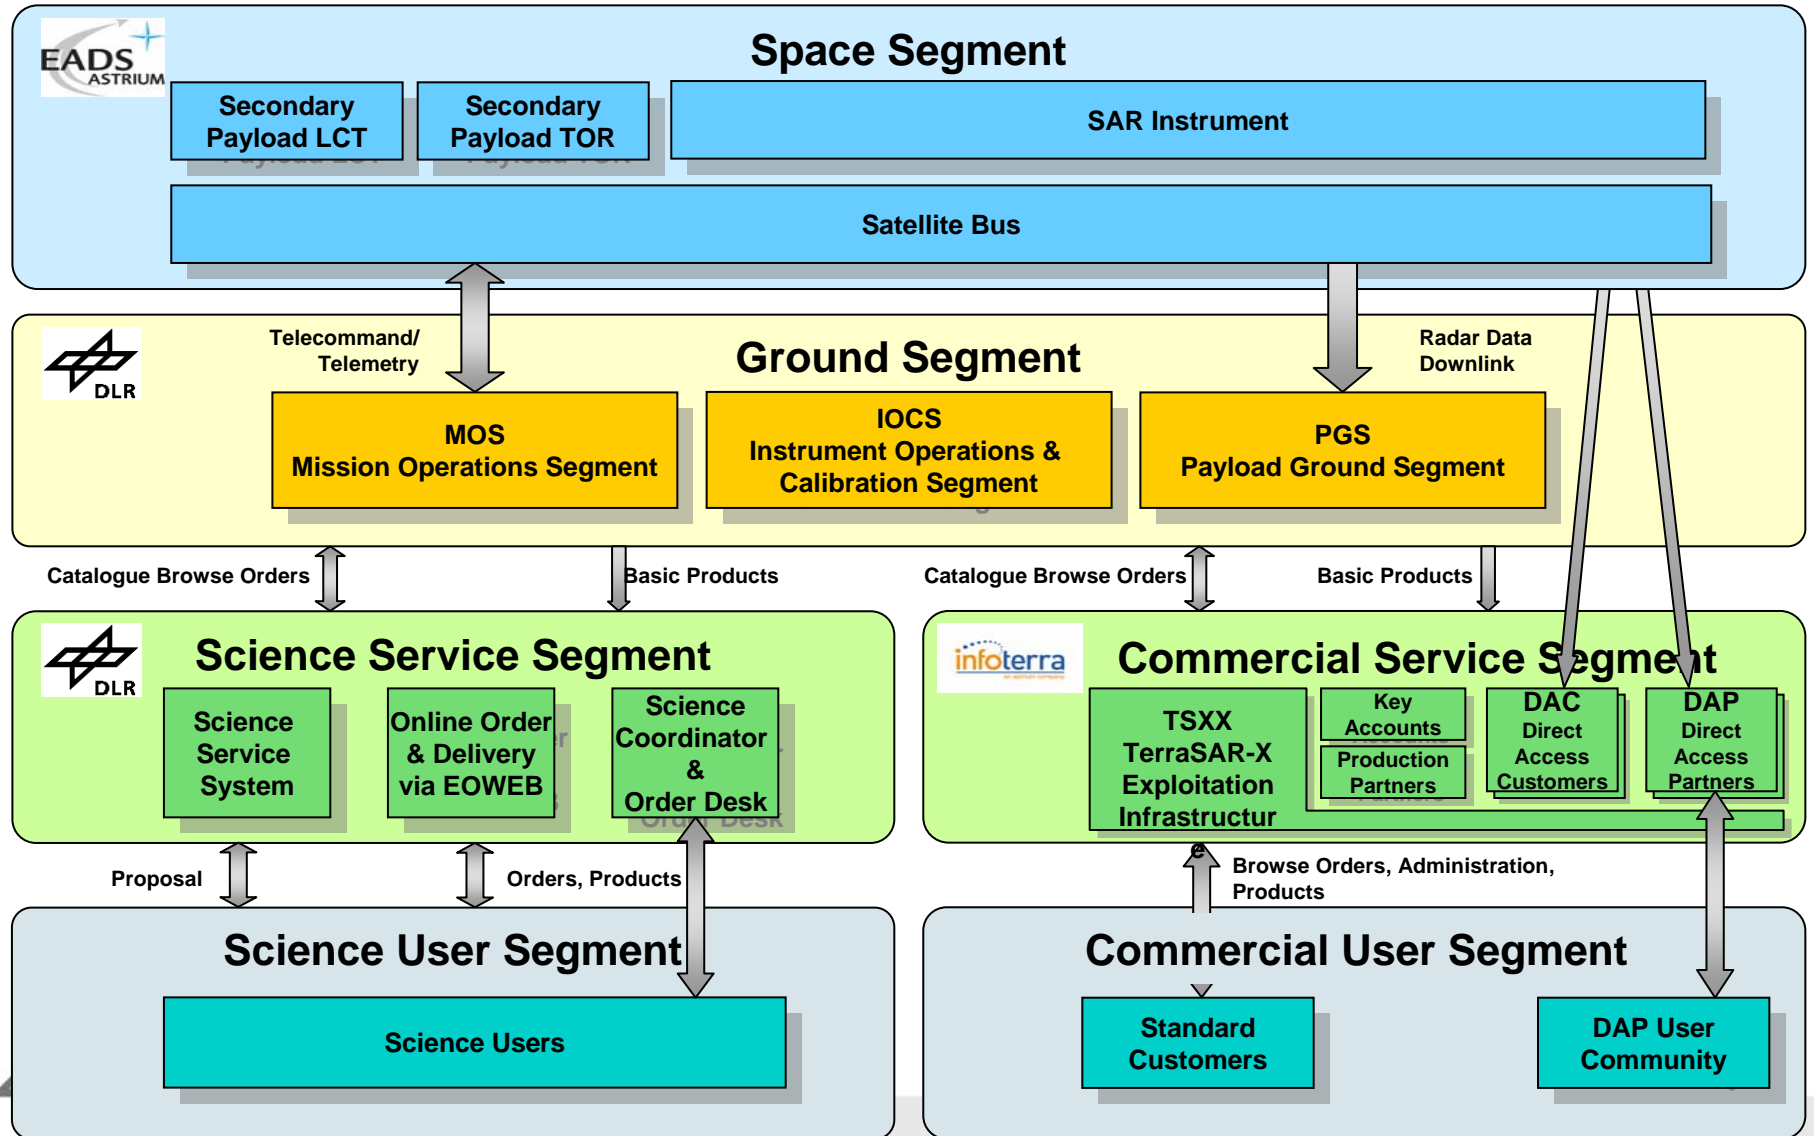 EADS
ASTRIUM
Space Segment
Secondary
Payload LCT
Secondary
Payload TOR
SAR Instrument
Satellite Bus
Telecommand/
Telemetry
Ground Segment
Radar Data
Downlink
DLR
MOS
Mission Operations Segment
IOCS
Instrument Operations &
Calibration Segment
PGS
Payload Ground Segment
Catalogue Browse Orders
Basic Products
Catalogue Browse Orders
Basic Products
DLR
Science Service Segment
Science
Service
System
Online Order
& Delivery
via EOWEB
Science
Coordinator
&
Order Desk
infoterra
an astrium company
Commercial Service Segment
TSXX
TerraSAR-X
Exploitation
Infrastructur
e
Key
Accounts
Production
Partners
DAC
Direct
Access
Customers
DAP
Direct
Access
Partners
Proposal
Orders, Products
Browse Orders, Administration,
Products
Science User Segment
Science Users
Commercial User Segment
Standard
Customers
DAP User
Community